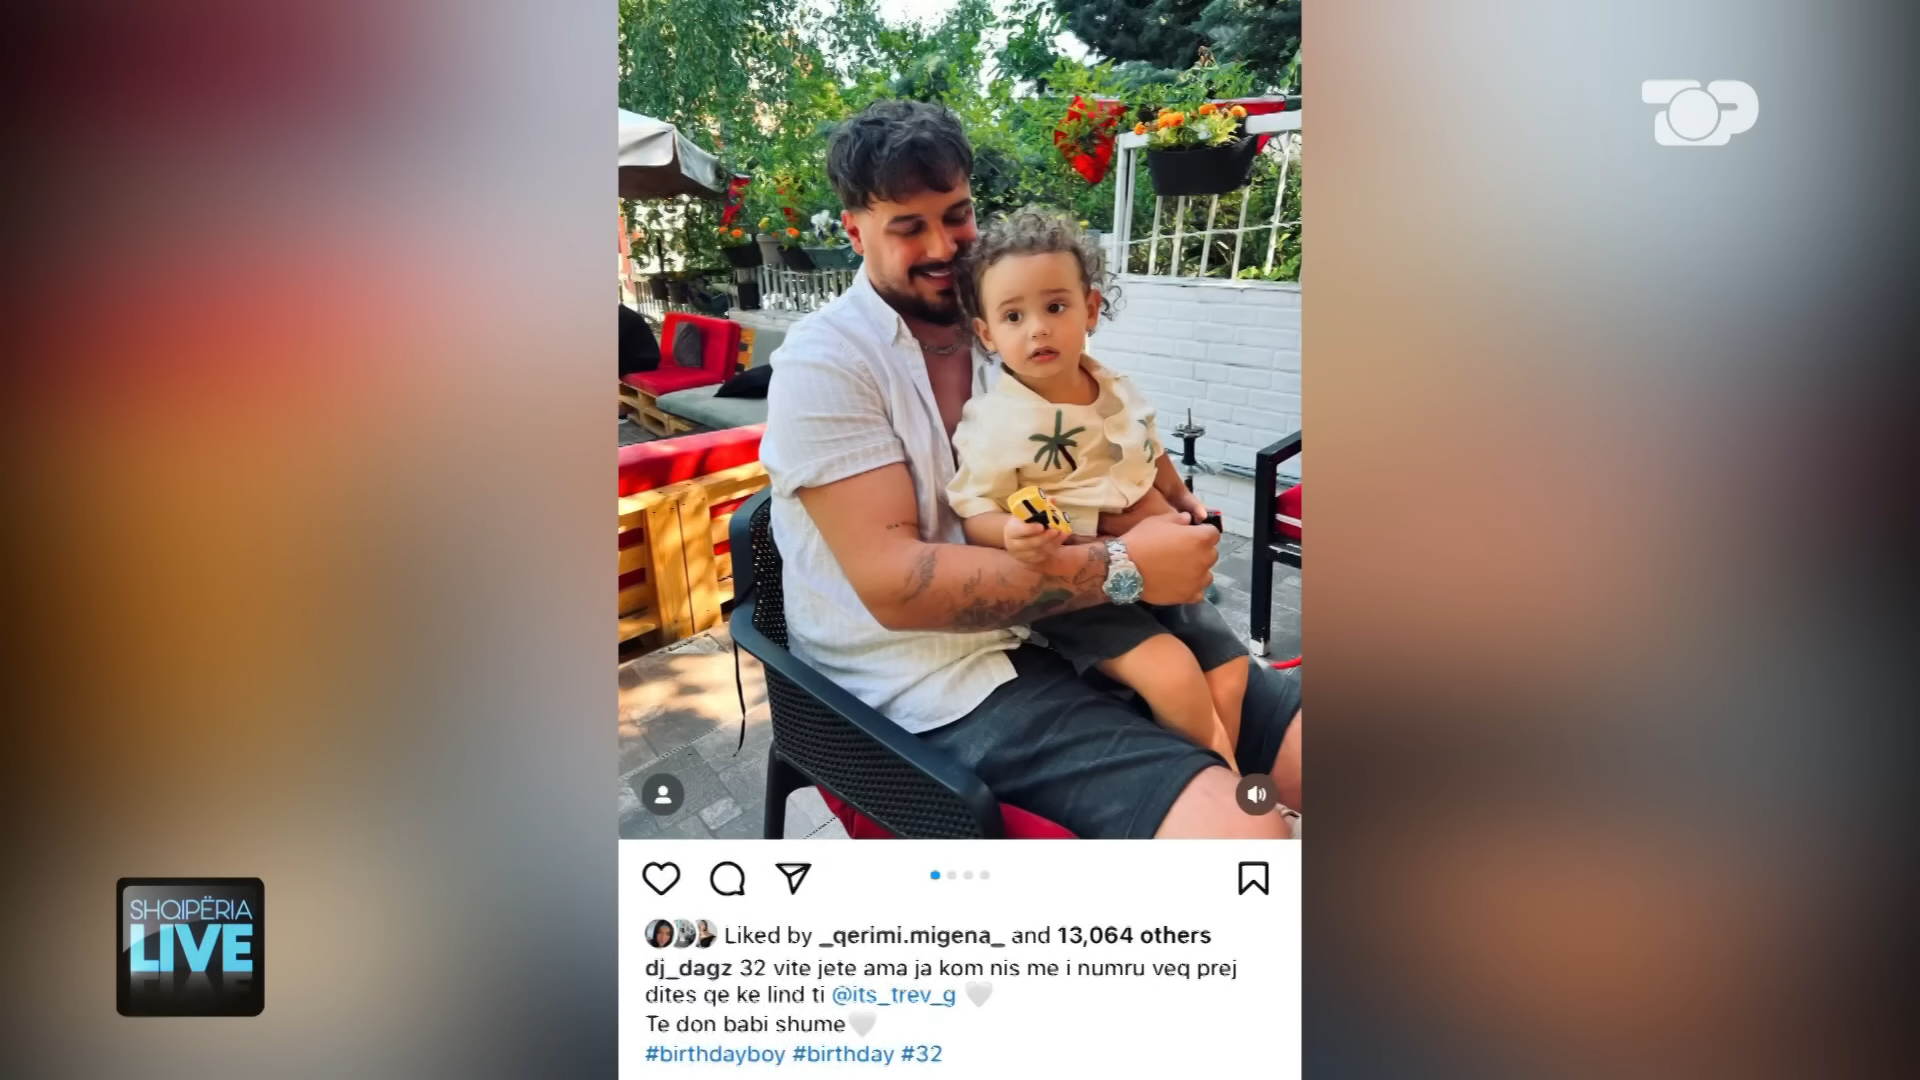 TOP
Liked by _qerimi.migena_ and 13,064 others
dj_dagz 32 vite jete ama ja kom nis me i numru veq prej
dites qe ke lind ti @its_trev_g 🤍
Te don babi shume🤍
#birthdayboy #birthday #32
SHQIPËRIA
LIVE